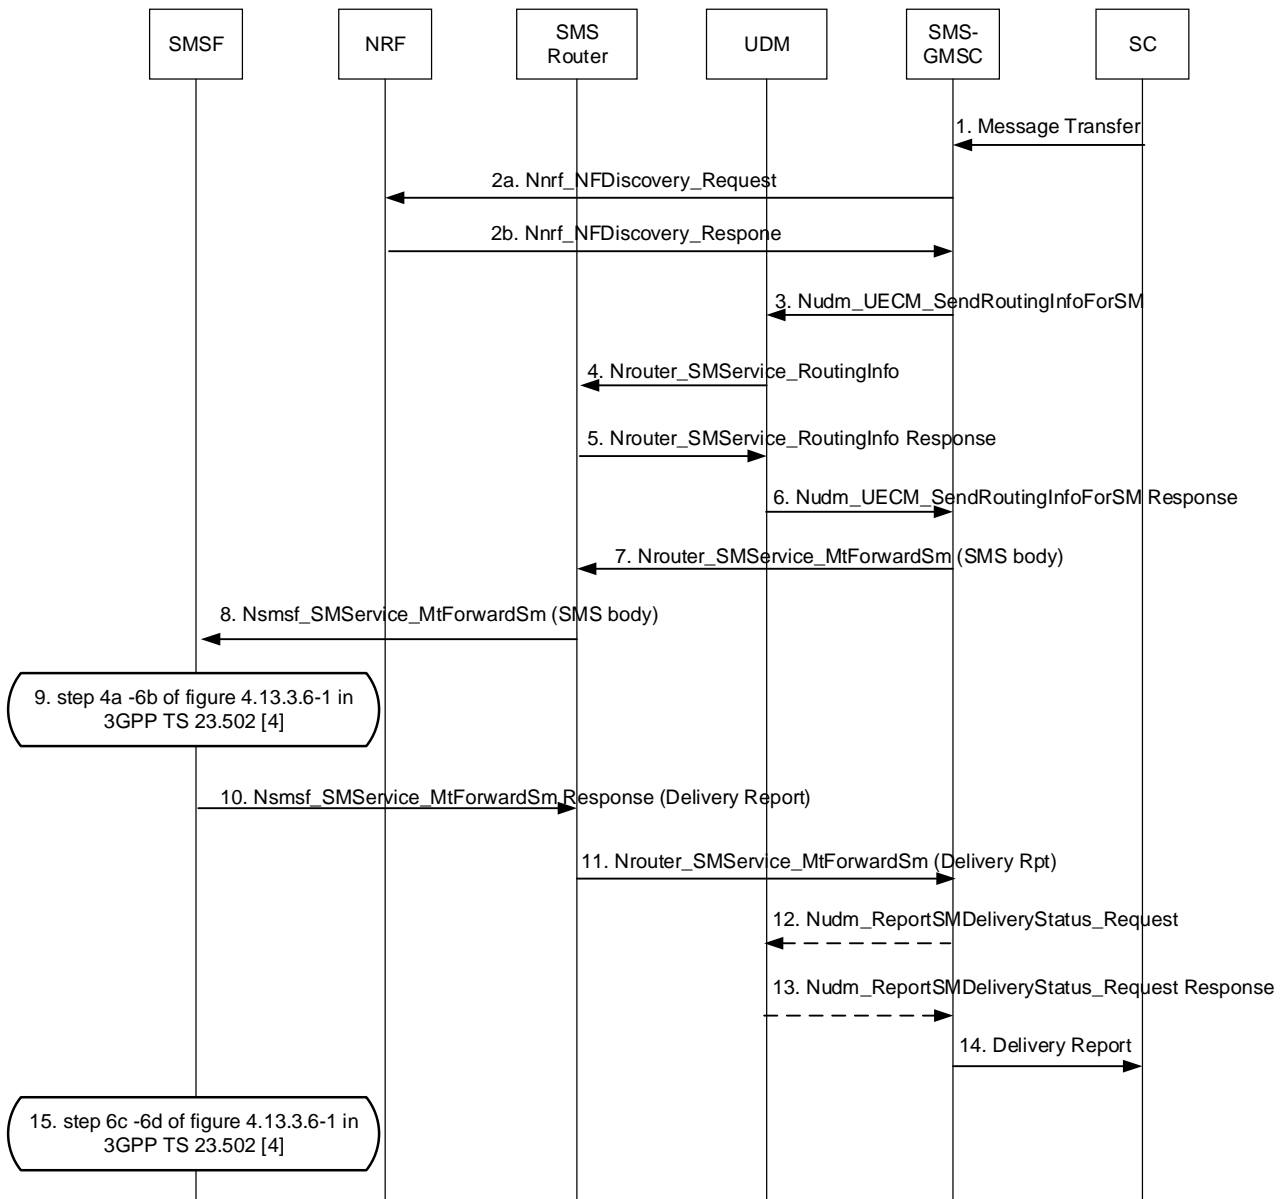 SMSF
NRF
SMS
Router
UDM
SMS-
GMSC
SC
1. Message Transfer
2a. Nnrf_NFDiscovery_Request
2b. Nnrf_NFDiscovery_Respone
3. Nudm_UECM_SendRoutingInfoForSM
4. Nrouter_SMService_RoutingInfo
5. Nrouter_SMService_RoutingInfo Response
6. Nudm_UECM_SendRoutingInfoForSM Response
7. Nrouter_SMService_MtForwardSm (SMS body)
8. Nsmsf_SMService_MtForwardSm (SMS body)
9. step 4a -6b of figure 4.13.3.6-1 in
3GPP TS 23.502 [4]
10. Nsmsf_SMService_MtForwardSm Response (Delivery Report)
11. Nrouter_SMService_MtForwardSm (Delivery Rpt)
12. Nudm_ReportSMDeliveryStatus_Request
13. Nudm_ReportSMDeliveryStatus_Request Response
14. Delivery Report
15. step 6c -6d of figure 4.13.3.6-1 in
3GPP TS 23.502 [4]